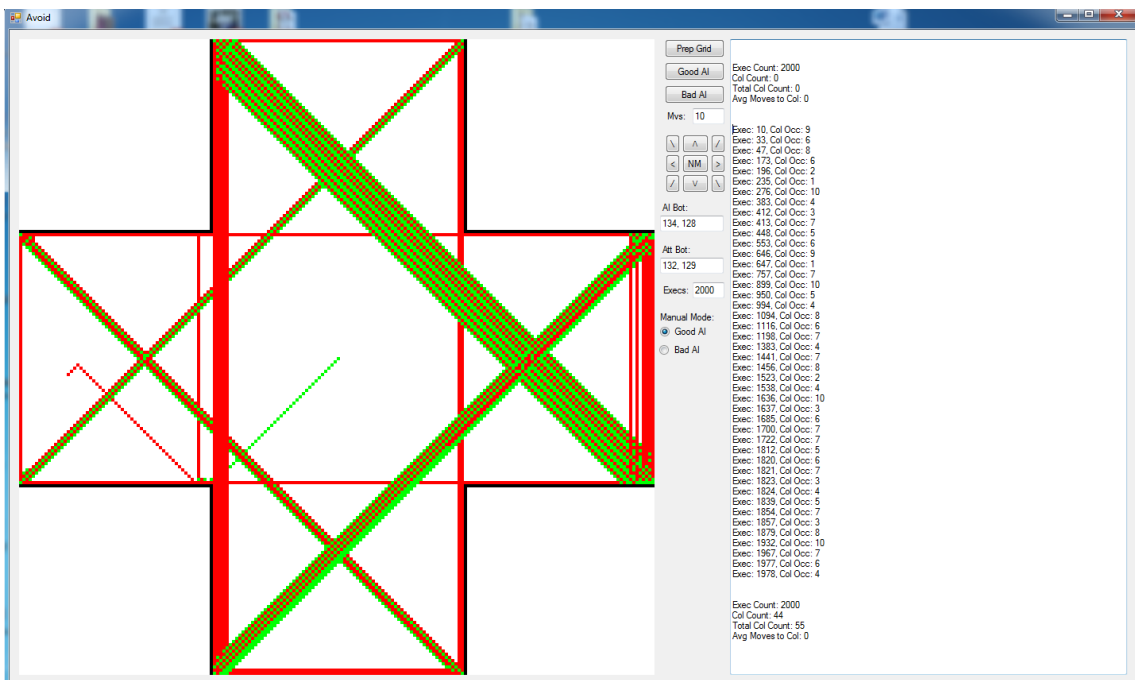 Avoid
Prep Grid
Good AI
Bad AI
Mvs: 10
\ ^ /
< NM >
/ V \
AI Bot:
134, 128
Att Bot:
132, 129
Execs: 2000
Manual Mode:
Good AI
Bad AI
Exec Count: 2000
Col Count: 0
Total Col Count: 0
Avg Moves to Col: 0
Exec: 10, Col Occ: 9
Exec: 33, Col Occ: 6
Exec: 47, Col Occ: 8
Exec: 173, Col Occ: 6
Exec: 196, Col Occ: 2
Exec: 235, Col Occ: 1
Exec: 276, Col Occ: 10
Exec: 383, Col Occ: 4
Exec: 412, Col Occ: 3
Exec: 413, Col Occ: 7
Exec: 448, Col Occ: 5
Exec: 553, Col Occ: 6
Exec: 646, Col Occ: 9
Exec: 647, Col Occ: 1
Exec: 757, Col Occ: 7
Exec: 899, Col Occ: 10
Exec: 950, Col Occ: 5
Exec: 994, Col Occ: 4
Exec: 1094, Col Occ: 8
Exec: 1116, Col Occ: 6
Exec: 1198, Col Occ: 7
Exec: 1383, Col Occ: 4
Exec: 1441, Col Occ: 7
Exec: 1456, Col Occ: 8
Exec: 1523, Col Occ: 2
Exec: 1538, Col Occ: 4
Exec: 1636, Col Occ: 10
Exec: 1637, Col Occ: 3
Exec: 1685, Col Occ: 6
Exec: 1700, Col Occ: 7
Exec: 1722, Col Occ: 7
Exec: 1812, Col Occ: 5
Exec: 1820, Col Occ: 6
Exec: 1821, Col Occ: 7
Exec: 1823, Col Occ: 3
Exec: 1824, Col Occ: 4
Exec: 1839, Col Occ: 5
Exec: 1854, Col Occ: 7
Exec: 1857, Col Occ: 3
Exec: 1879, Col Occ: 8
Exec: 1932, Col Occ: 10
Exec: 1967, Col Occ: 7
Exec: 1977, Col Occ: 6
Exec: 1978, Col Occ: 4
Exec Count: 2000
Col Count: 44
Total Col Count: 55
Avg Moves to Col: 0